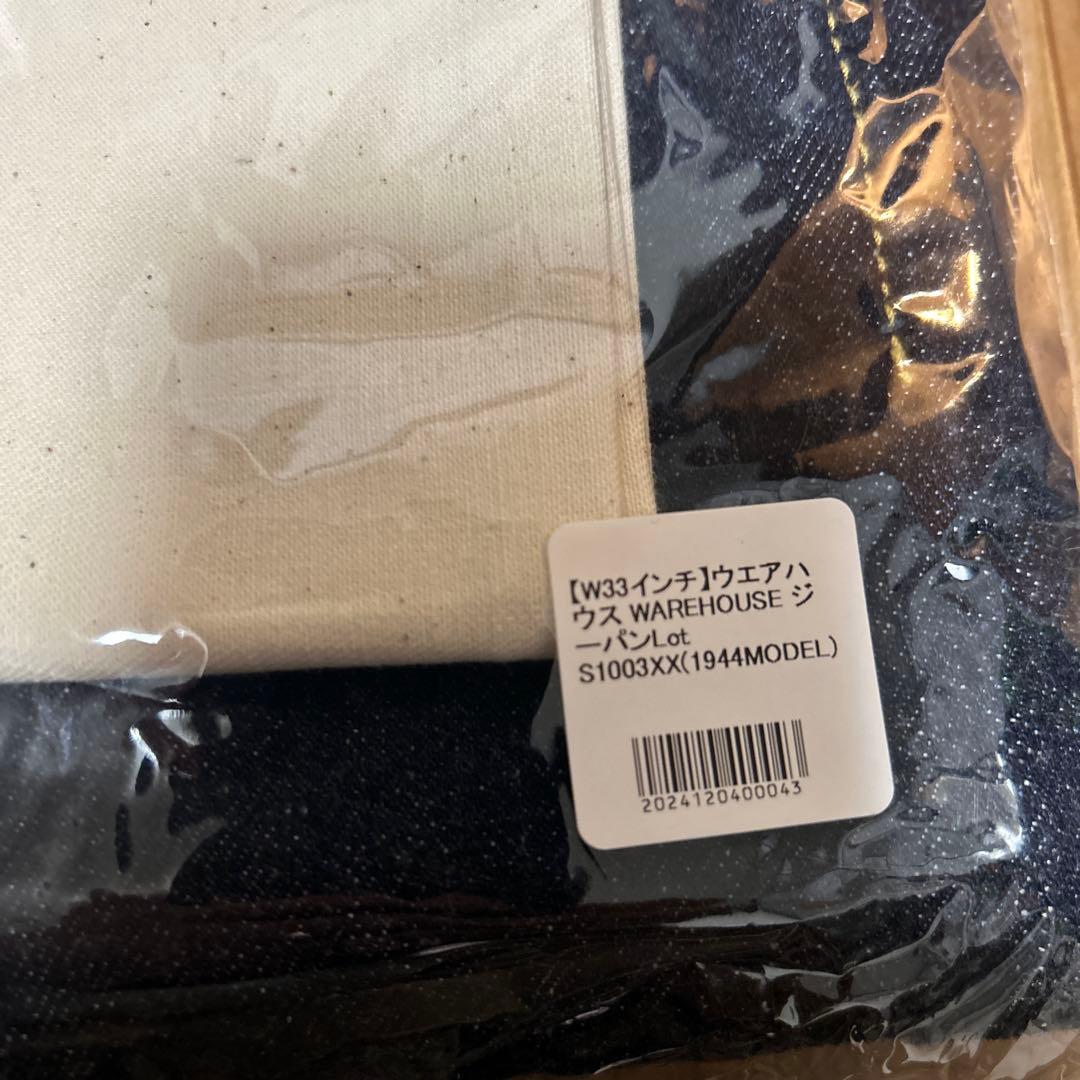 【W33インチ】ウエアハ
ウス WAREHOUSE ジ
ーパンLot
S1003XX(1944MODEL)
2024120400043